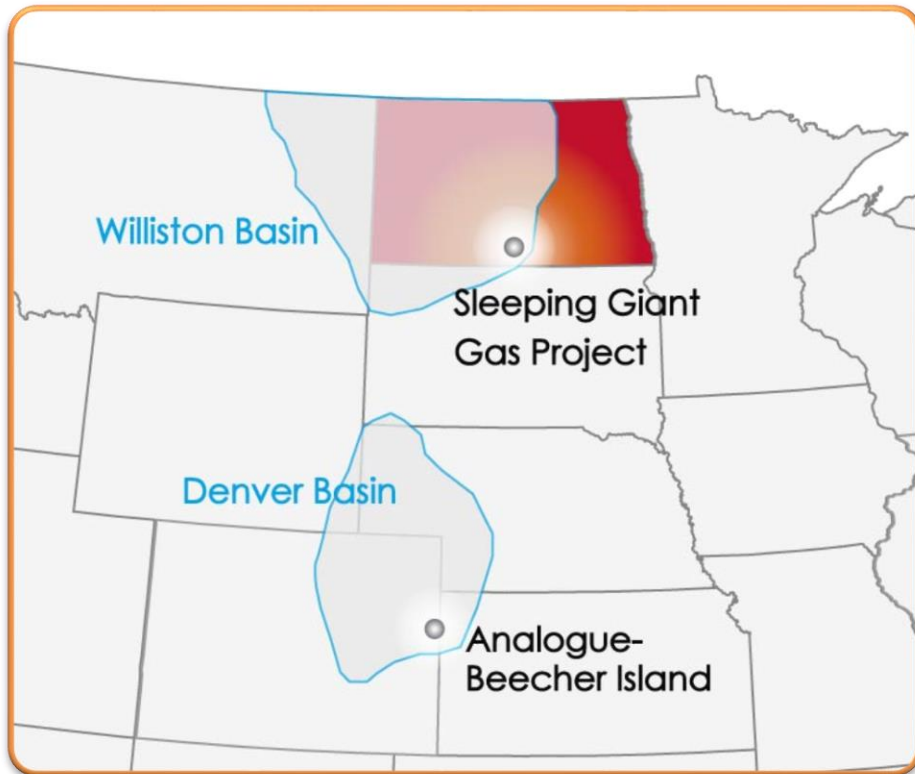 Williston Basin
Sleeping Giant
Gas Project
Denver Basin
Analogue-
Beecher Island